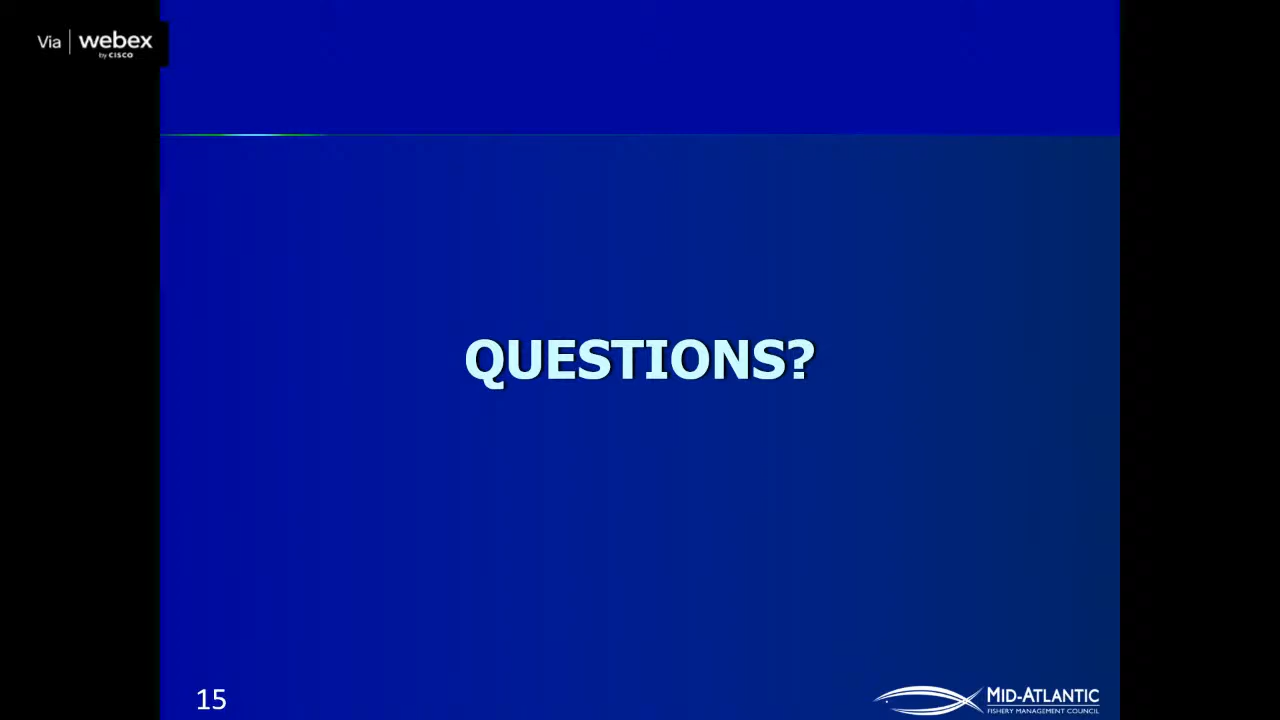 Via | webex
by CISCO
QUESTIONS?
15
MID-ATLANTIC
FISHERY MANAGEMENT COUNCIL